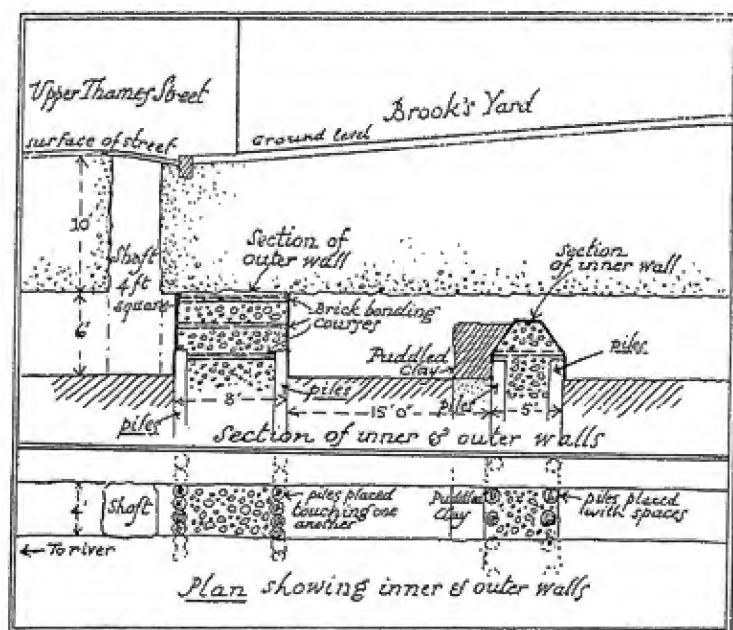 Upper Thames Street
Brook's Yard
surface of street
Ground level
10'
Shaft
4 ft
square
Section of
outer wall
Section
of inner wall
6'
Brick bonding
courses
Puddled
Clay
piles
piles
8'
piles
15' 0"
piles
5'
Section of inner & outer walls
4'
Shaft
piles placed
touching one
another
Puddled
Clay
piles placed
with spaces
← To river
Plan showing inner & outer walls